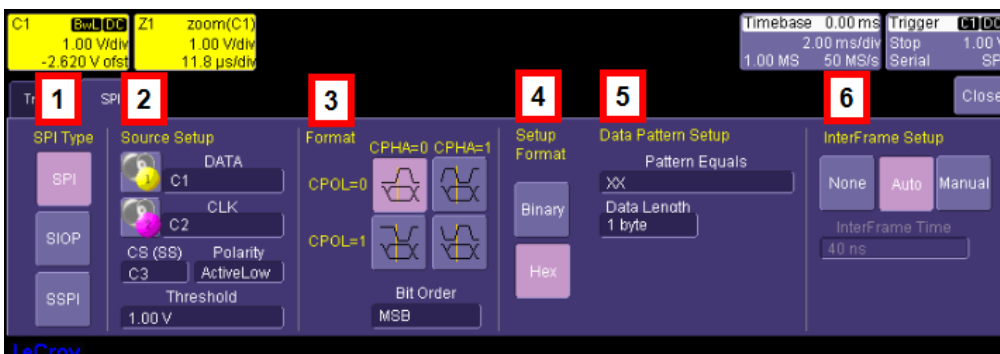 C1 BwL DC Z1 zoom(C1) Timebase 0.00 ms Trigger C1 DC
1.00 V/div 1.00 V/div 2.00 ms/div Stop 1.00 V
-2.620 V ofst 11.8 µs/div 1.00 MS 50 MS/s Serial SP
Tr 1 SPI 2 3 4 5 6 Close
SPI Type Source Setup Format CPHA=0 CPHA=1 Setup Format Data Pattern Setup InterFrame Setup
SPI
SIOP
SSPI
DATA
C1
CLK
C2
CS (SS) Polarity
C3 ActiveLow
Threshold
1.00 V
CPOL=0
CPOL=1
Bit Order
MSB
Binary
Hex
Pattern Equals
XX
Data Length
1 byte
None Auto Manual
InterFrame Time
40 ns
LeCroy